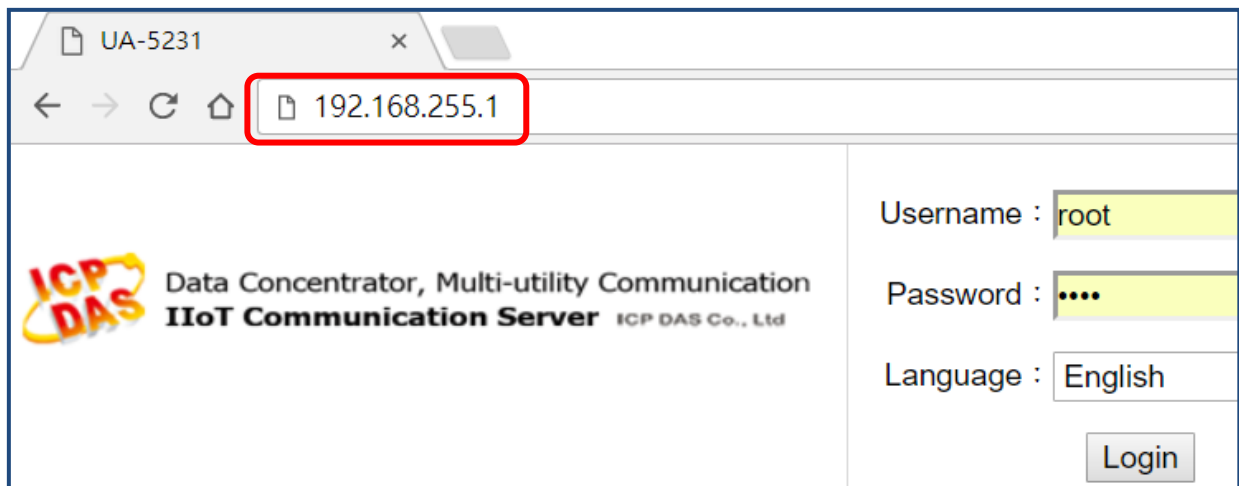 UA-5231
192.168.255.1
ICP DAS
Data Concentrator, Multi-utility Communication
IIoT Communication Server ICP DAS Co., Ltd
Username : root
Password : ••••
Language : English
Login